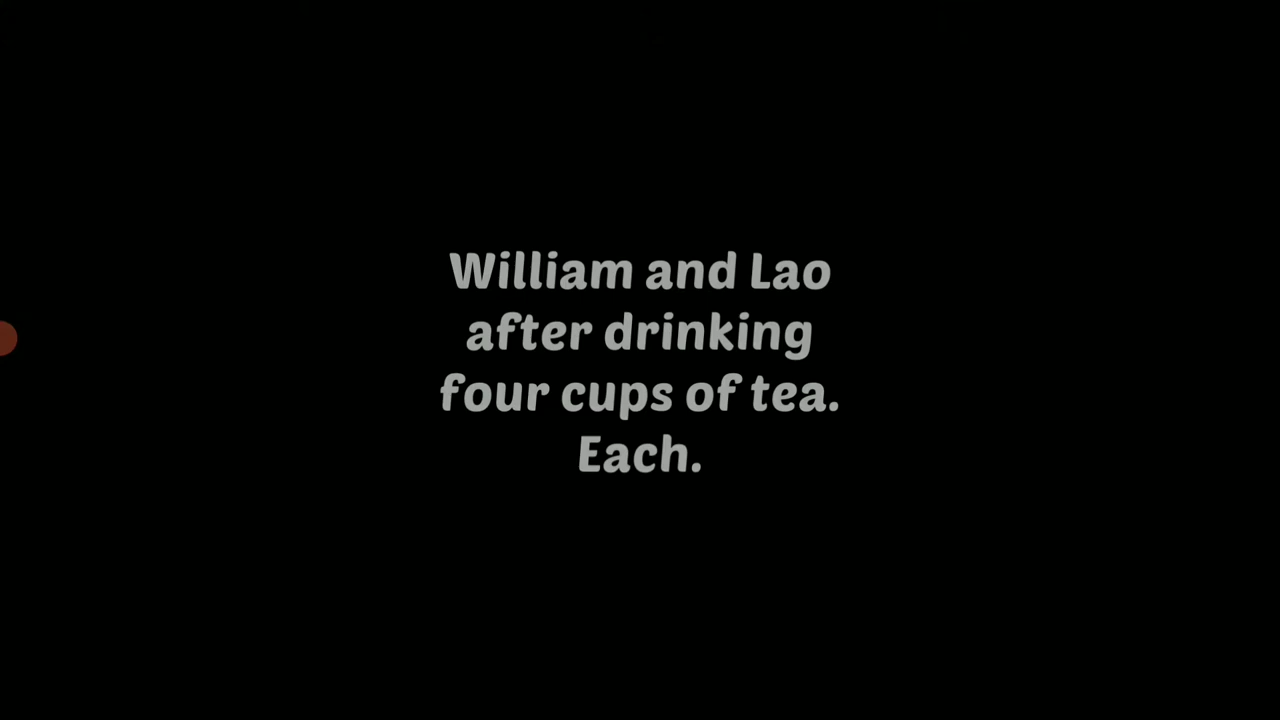 William and Lao
after drinking
four cups of tea.
Each.